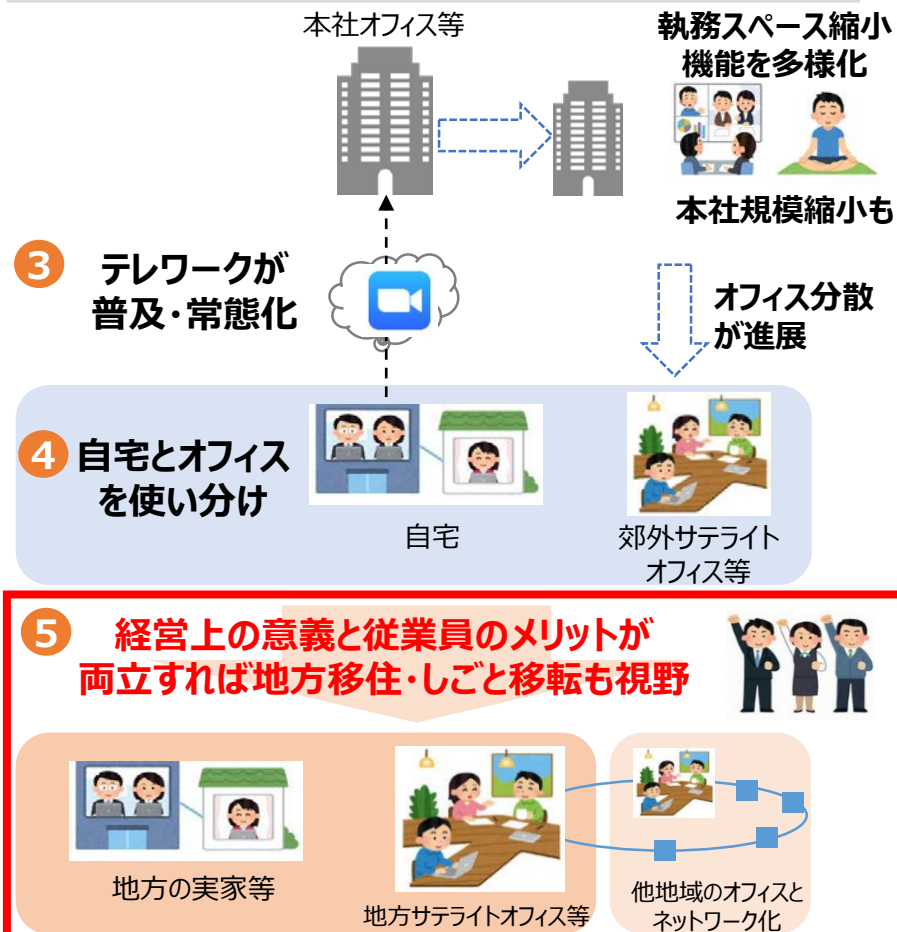 本社オフィス等
執務スペース縮小
機能を多様化
本社規模縮小も
③ テレワークが
普及・常態化
オフィス分散
が進展
④ 自宅とオフィス
を使い分け
自宅
郊外サテライト
オフィス等
⑤ 経営上の意義と従業員のメリットが
両立すれば地方移住・しごと移転も視野
地方の実家等
地方サテライトオフィス等
他地域のオフィスと
ネットワーク化